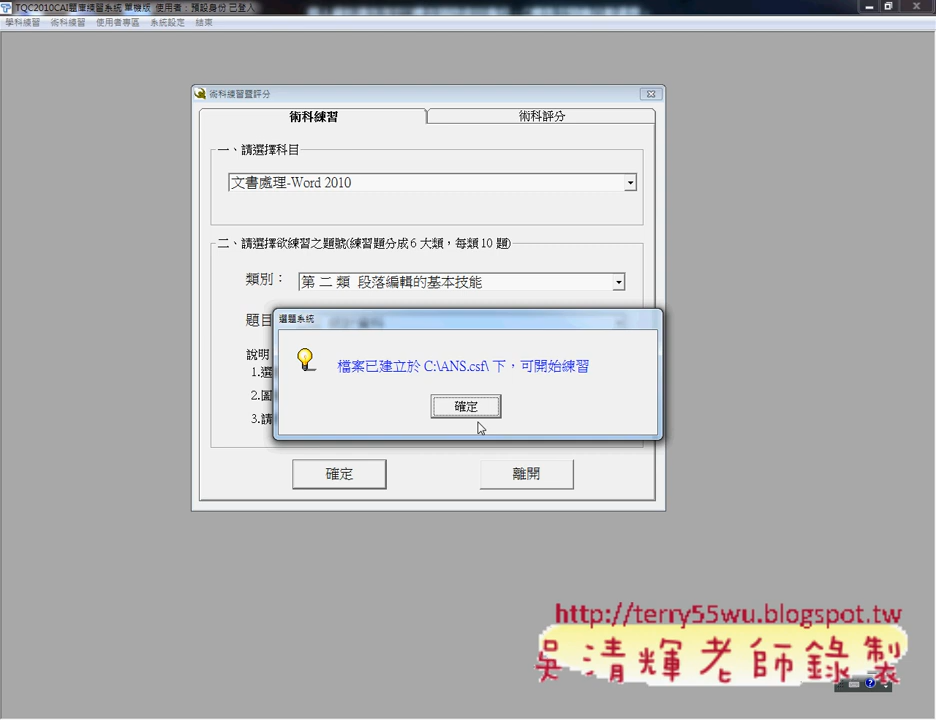 TQC2010CAI題庫練習系統 單機版 使用者：預設身份 已登入
學科練習 術科練習 使用者專區 系統設定 結束
術科練習暨評分
術科練習 術科評分
一、請選擇科目
文書處理-Word 2010
二、請選擇欲練習之題號(練習題分成6 大類，每類10 題)
類別： 第 二 類 段落編輯的基本技能
題目
選題系統
說明
1.選
2.
3.請
檔案已建立於 C:\ANS.csf\ 下，可開始練習
確定
確定 離開
http://terry55wu.blogspot.tw
吳清輝老師錄製